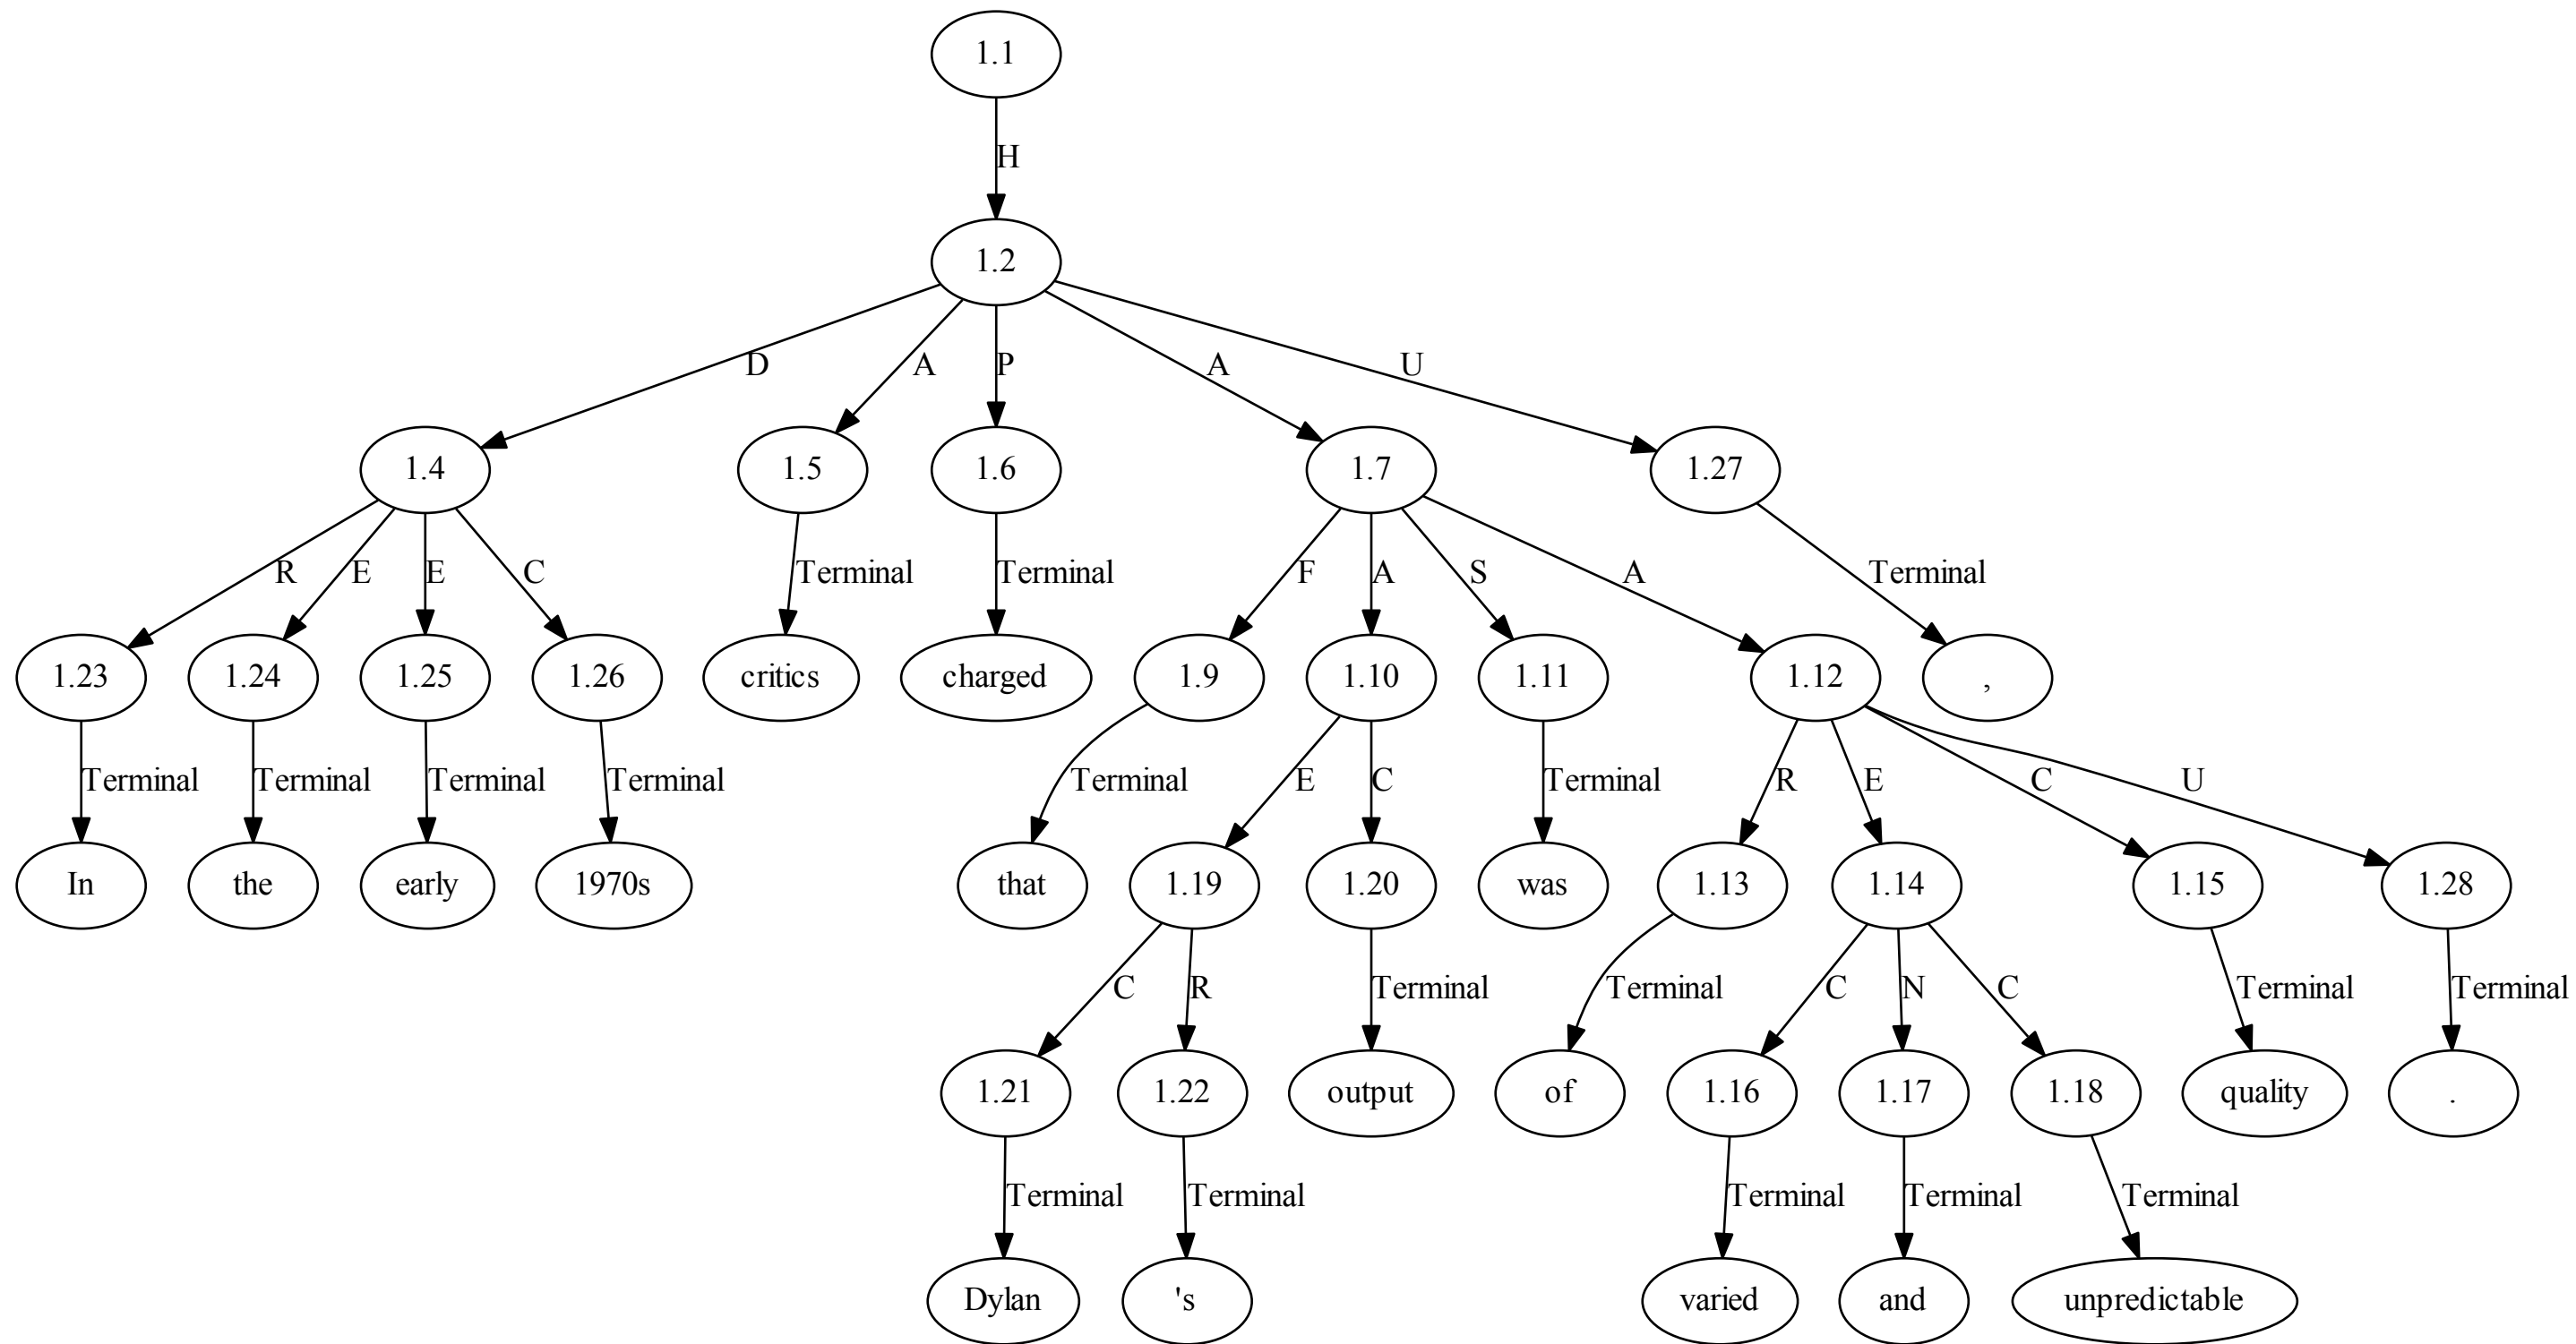 1.1
H
1.2
D A P A U
1.4 1.5 1.6 1.7 1.27
R E E C Terminal Terminal F A S A Terminal
1.23 1.24 1.25 1.26 critics charged 1.9 1.10 1.11 1.12 ,
Terminal Terminal Terminal Terminal Terminal E C Terminal R E C U
In the early 1970s that 1.19 1.20 was 1.13 1.14 1.15 1.28
C R Terminal Terminal C N C Terminal Terminal
1.21 1.22 output of 1.16 1.17 1.18 quality .
Terminal Terminal Terminal Terminal Terminal
Dylan 's varied and unpredictable